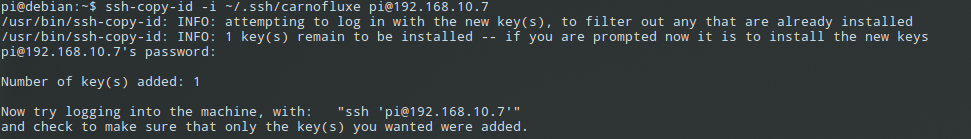 pi@debian:~$ ssh-copy-id -i ~/.ssh/carnofluxe pi@192.168.10.7
/usr/bin/ssh-copy-id: INFO: attempting to log in with the new key(s), to filter out any that are already installed
/usr/bin/ssh-copy-id: INFO: 1 key(s) remain to be installed -- if you are prompted now it is to install the new keys
pi@192.168.10.7's password:
Number of key(s) added: 1
Now try logging into the machine, with:   "ssh 'pi@192.168.10.7'"
and check to make sure that only the key(s) you wanted were added.